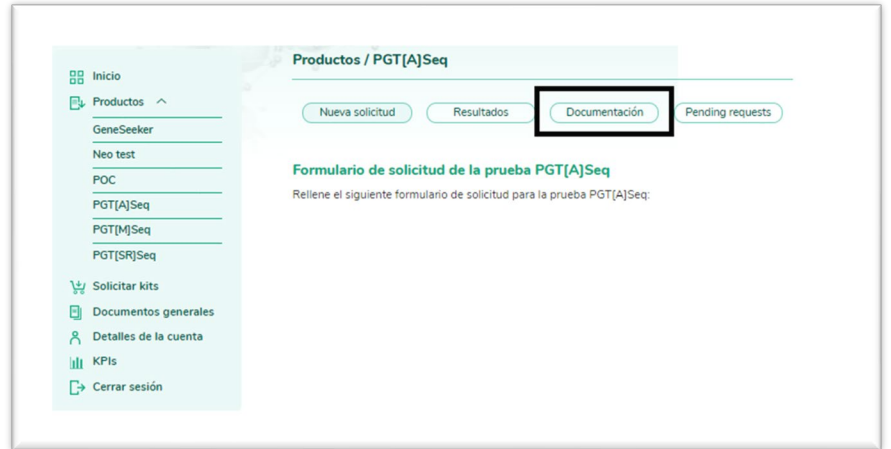 Inicio
Productos
GeneSeeker
Neo test
POC
PGT[A]Seq
PGT[M]Seq
PGT[SR]Seq
Solicitar kits
Documentos generales
Detalles de la cuenta
KPIs
Cerrar sesión
Productos / PGT[A]Seq
Nueva solicitud Resultados Documentación Pending requests
Formulario de solicitud de la prueba PGT[A]Seq
Rellene el siguiente formulario de solicitud para la prueba PGT[A]Seq: